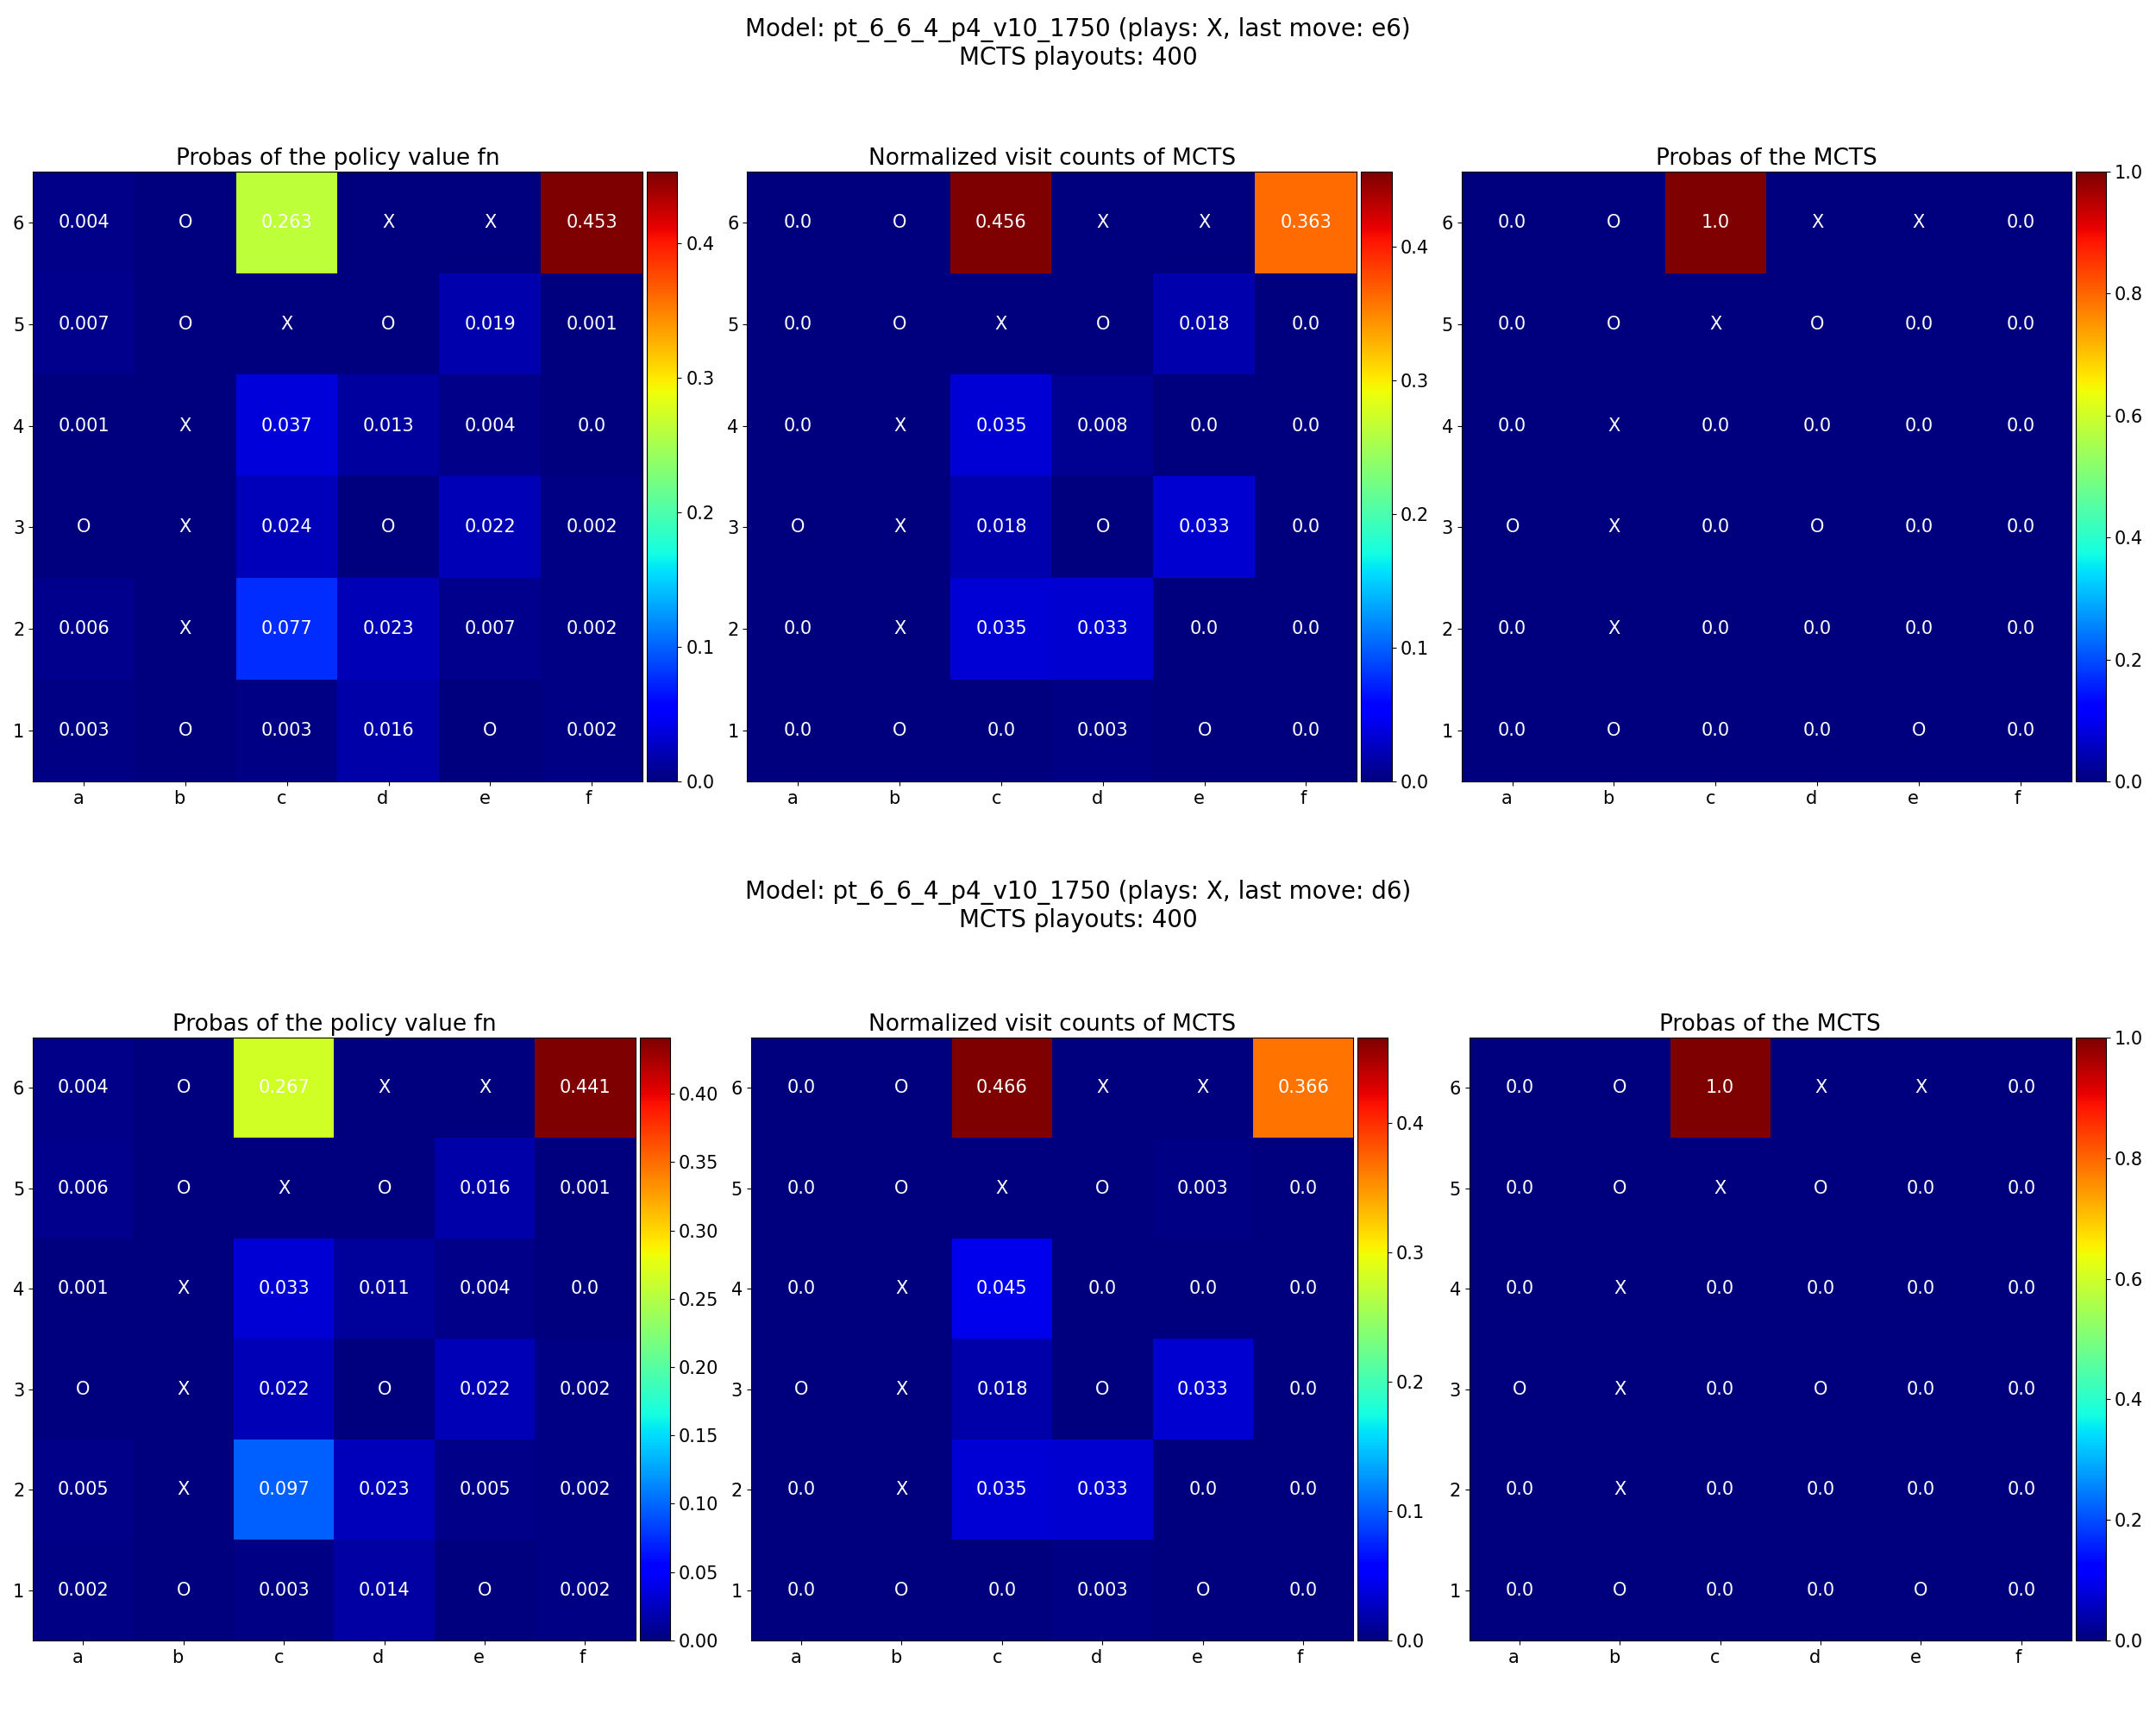 Model: pt_6_6_4_p4_v10_1750 (plays: X, last move: e6)
MCTS playouts: 400
Probas of the policy value fn
6 0.004 O 0.263 X X 0.453
5 0.007 O X O 0.019 0.001
4 0.001 X 0.037 0.013 0.004 0.0
3 O X 0.024 O 0.022 0.002
2 0.006 X 0.077 0.023 0.007 0.002
1 0.003 O 0.003 0.016 O 0.002
a b c d e f
0.4
0.3
0.2
0.1
0.0
Normalized visit counts of MCTS
6 0.0 O 0.456 X X 0.363
5 0.0 O X O 0.018 0.0
4 0.0 X 0.035 0.008 0.0 0.0
3 O X 0.018 O 0.033 0.0
2 0.0 X 0.035 0.033 0.0 0.0
1 0.0 O 0.0 0.003 O 0.0
a b c d e f
0.4
0.3
0.2
0.1
0.0
Probas of the MCTS
6 0.0 O 1.0 X X 0.0
5 0.0 O X O 0.0 0.0
4 0.0 X 0.0 0.0 0.0 0.0
3 O X 0.0 O 0.0 0.0
2 0.0 X 0.0 0.0 0.0 0.0
1 0.0 O 0.0 0.0 O 0.0
a b c d e f
1.0
0.8
0.6
0.4
0.2
0.0
Model: pt_6_6_4_p4_v10_1750 (plays: X, last move: d6)
MCTS playouts: 400
Probas of the policy value fn
6 0.004 O 0.267 X X 0.441
5 0.006 O X O 0.016 0.001
4 0.001 X 0.033 0.011 0.004 0.0
3 O X 0.022 O 0.022 0.002
2 0.005 X 0.097 0.023 0.005 0.002
1 0.002 O 0.003 0.014 O 0.002
a b c d e f
0.40
0.35
0.30
0.25
0.20
0.15
0.10
0.05
0.00
Normalized visit counts of MCTS
6 0.0 O 0.466 X X 0.366
5 0.0 O X O 0.003 0.0
4 0.0 X 0.045 0.0 0.0 0.0
3 O X 0.018 O 0.033 0.0
2 0.0 X 0.035 0.033 0.0 0.0
1 0.0 O 0.0 0.003 O 0.0
a b c d e f
0.4
0.3
0.2
0.1
0.0
Probas of the MCTS
6 0.0 O 1.0 X X 0.0
5 0.0 O X O 0.0 0.0
4 0.0 X 0.0 0.0 0.0 0.0
3 O X 0.0 O 0.0 0.0
2 0.0 X 0.0 0.0 0.0 0.0
1 0.0 O 0.0 0.0 O 0.0
a b c d e f
1.0
0.8
0.6
0.4
0.2
0.0